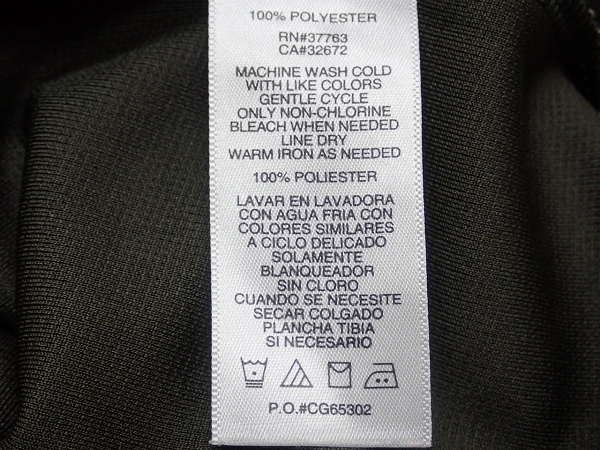 100% POLYESTER
RN#37763
CA#32672
MACHINE WASH COLD
WITH LIKE COLORS
GENTLE CYCLE
ONLY NON-CHLORINE
BLEACH WHEN NEEDED
LINE DRY
WARM IRON AS NEEDED
100% POLIESTER
LAVAR EN LAVADORA
CON AGUA FRIA CON
COLORES SIMILARES
A CICLO DELICADO
SOLAMENTE
BLANQUEADOR
SIN CLORO
CUANDO SE NECESITE
SECAR COLGADO
PLANCHA TIBIA
SI NECESARIO
P.O.#CG65302